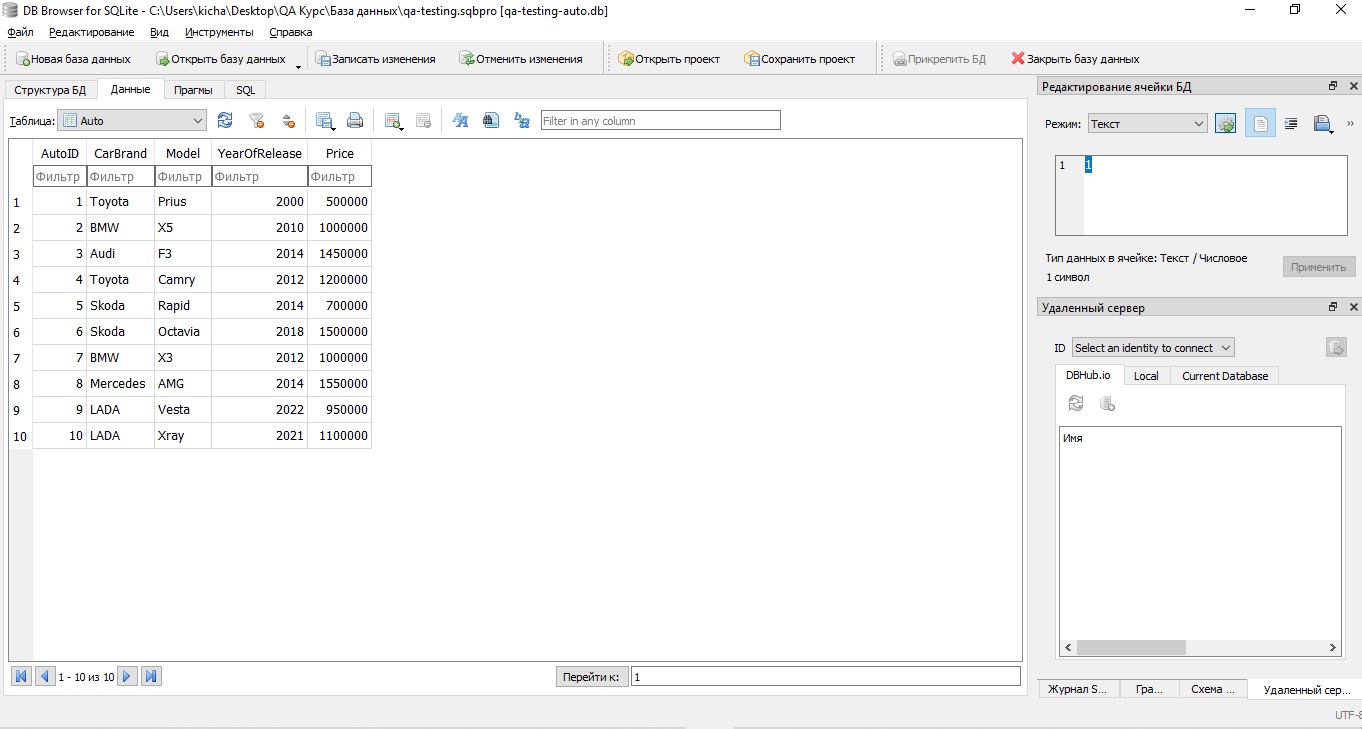 DB Browser for SQLite - C:\Users\kicha\Desktop\QA Курс\База данных\qa-testing.sqbpro [qa-testing-auto.db]
Файл Редактирование Вид Инструменты Справка
Новая база данных Открыть базу данных Записать изменения Отменить изменения Открыть проект Сохранить проект Прикрепить БД Закрыть базу данных
Структура БД Данные Прагмы SQL
Таблица: Auto Filter in any column
AutoID CarBrand Model YearOfRelease Price
Фильтр Фильтр Фильтр Фильтр Фильтр
1 1 Toyota Prius 2000 500000
2 2 BMW X5 2010 1000000
3 3 Audi F3 2014 1450000
4 4 Toyota Camry 2012 1200000
5 5 Skoda Rapid 2014 700000
6 6 Skoda Octavia 2018 1500000
7 7 BMW X3 2012 1000000
8 8 Mercedes AMG 2014 1550000
9 9 LADA Vesta 2022 950000
10 10 LADA Xray 2021 1100000
1 - 10 из 10 Перейти к: 1
Редактирование ячейки БД
Режим: Текст
1 1
Тип данных в ячейке: Текст / Числовое
1 символ
Применить
Удаленный сервер
ID Select an identity to connect
DBHub.io Local Current Database
Имя
Журнал S... Гра... Схема ... Удаленный сер...
UTF-8